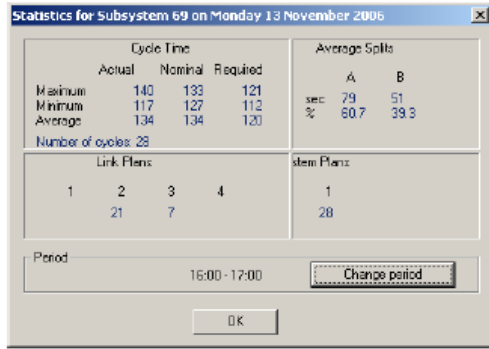 Statistics for Subsystem 69 on Monday 13 November 2006
Cycle Time
Actual Nominal Required
Maximum 140 133 121
Minimum 117 127 112
Average 134 134 120
Number of cycles: 28
Average Splits
A B
sec 79 51
% 60.7 39.3
Link Plans
1 2 3 4
21 7
stem Plans
1
28
Period
16:00 - 17:00
Change period
OK